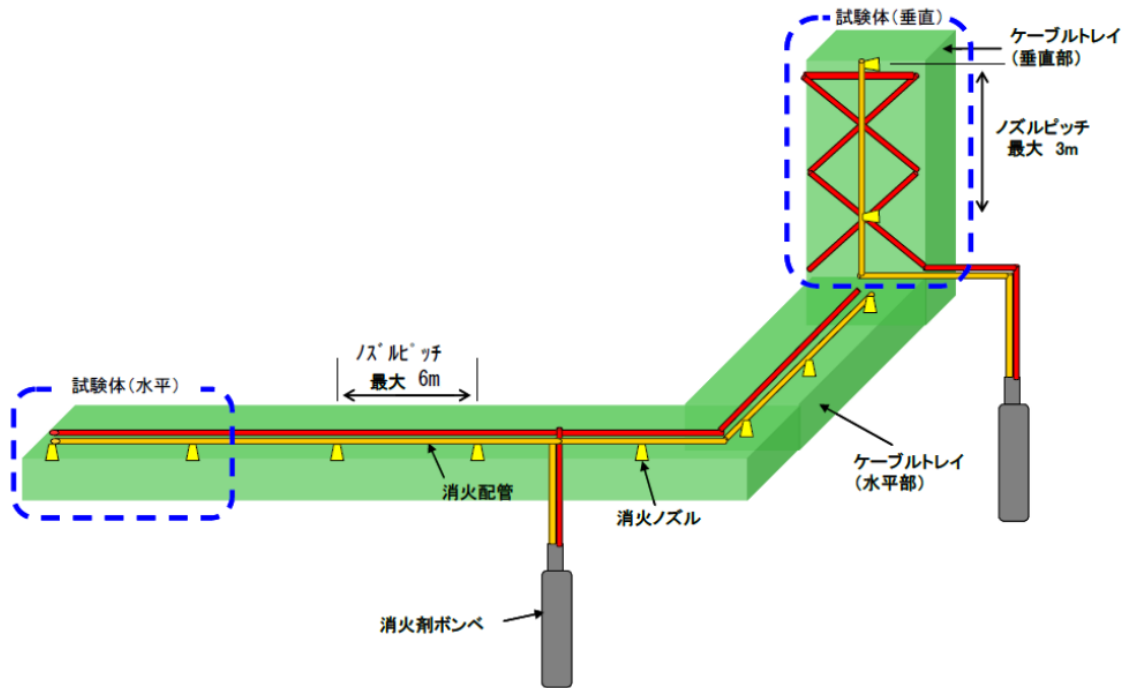 試験体(垂直)
ケーブルトレイ
(垂直部)
ノズルピッチ
最大 3m
ﾉｽﾞﾙﾋﾟｯﾁ
最大 6m
試験体(水平)
ケーブルトレイ
(水平部)
消火配管
消火ノズル
消火剤ボンベ